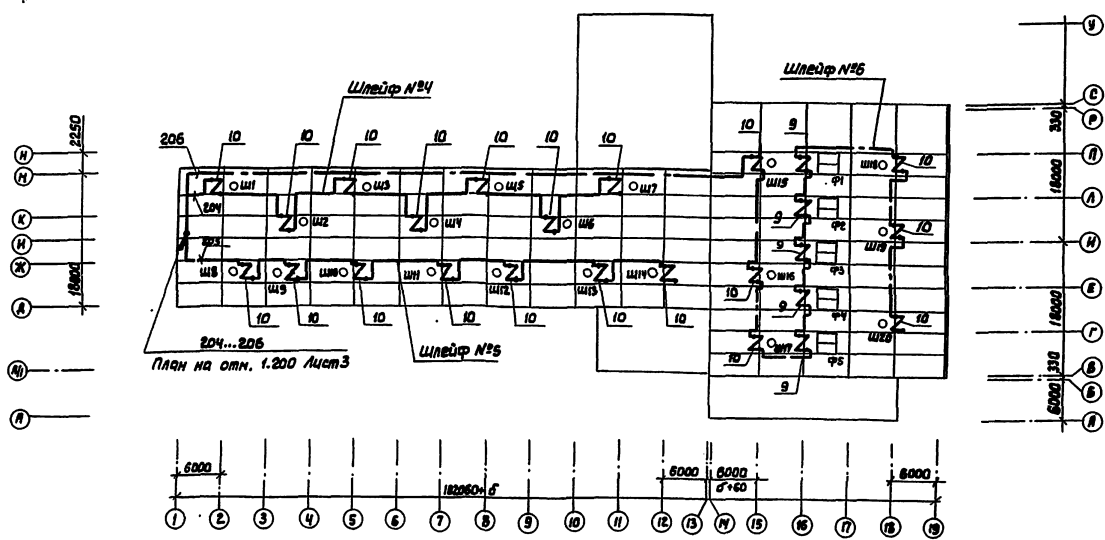 У
Шлейф №6
Шлейф №4
С
Р
2250
330
206 10 10 10 10 10 10 10 10 9
Н
М
П
Ш1 Ш3 Ш5 Ш7 Ш15 Ф1 Ш18 10
18000
204
К
Л
Ш2 Ш4 Ш6 9 Ф2 10
Ш19
И
И
203
9 Ф3
Ж
Ш8 Ш9 Ш10 Ш11 Ш12 Ш13 Ш14 Ш16
18000
Е
10 9 Ф4 10
Д
10 10 10 10 10 10 10
18000
Ш20
Г
204...206
Шлейф №5
10 Ш17 Ф5
План на отм. 1.200 Лист3
330
В
А/1
9
Б
6000
А
А
6000 6000 6000 6000
182060+б
б+60
1 2 3 4 5 6 7 8 9 10 11 12 13 14 15 16 17 18 19